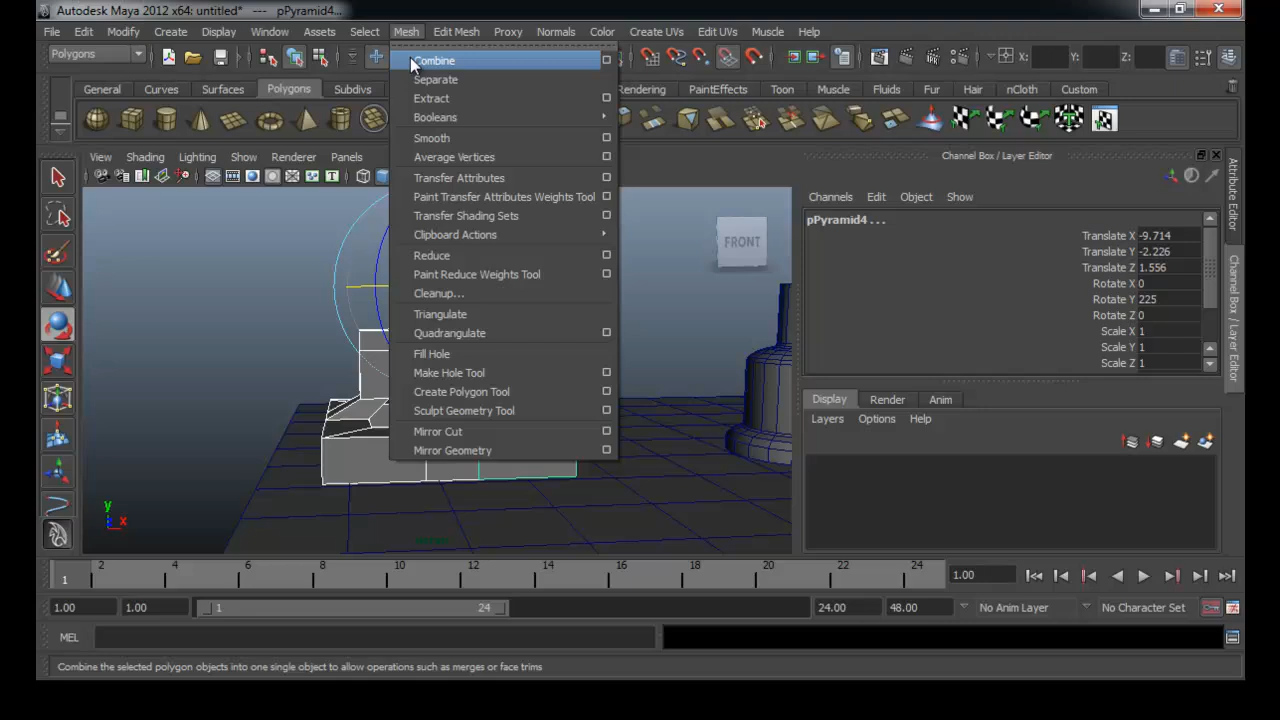 Autodesk Maya 2012 x64: untitled* --- pPyramid4...
File Edit Modify Create Display Window Assets Select Mesh Edit Mesh Proxy Normals Color Create UVs Edit UVs Muscle Help
Polygons
X: Y: Z:
General Curves Surfaces Polygons Subdivs Rendering PaintEffects Toon Muscle Fluids Fur Hair nCloth Custom
View Shading Lighting Show Renderer Panels
Combine
Separate
Extract
Booleans
Smooth
Average Vertices
Transfer Attributes
Paint Transfer Attributes Weights Tool
Transfer Shading Sets
Clipboard Actions
Reduce
Paint Reduce Weights Tool
Cleanup...
Triangulate
Quadrangulate
Fill Hole
Make Hole Tool
Create Polygon Tool
Sculpt Geometry Tool
Mirror Cut
Mirror Geometry
FRONT
y
x
Channel Box / Layer Editor
Channels Edit Object Show
pPyramid4 . . .
Translate X -9.714
Translate Y -2.226
Translate Z 1.556
Rotate X 0
Rotate Y 225
Rotate Z 0
Scale X 1
Scale Y 1
Scale Z 1
Display Render Anim
Layers Options Help
Attribute Editor
Channel Box / Layer Editor
1 2 4 6 8 10 12 14 16 18 20 22 24 1.00
1.00 1.00 1 24 24.00 48.00 No Anim Layer No Character Set
MEL
Combine the selected polygon objects into one single object to allow operations such as merges or face trims